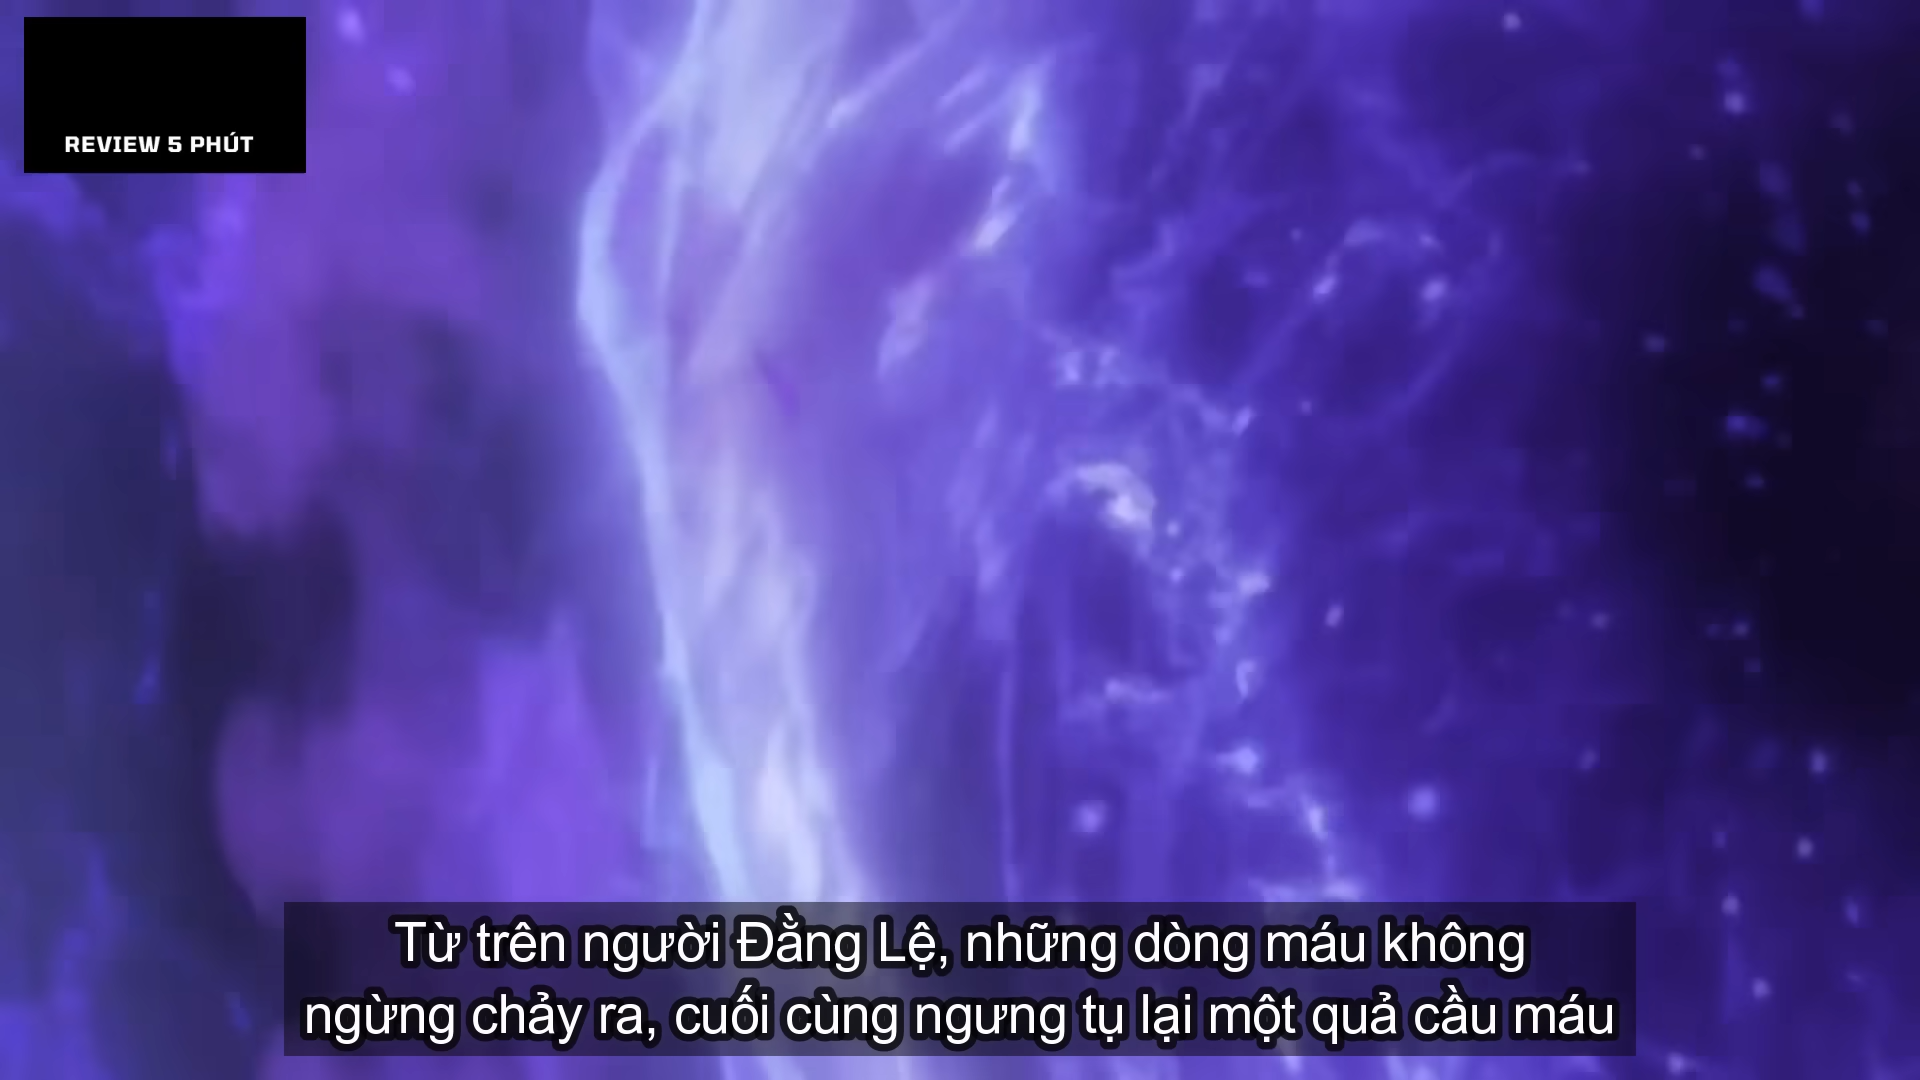 REVIEW 5 PHÚT
Từ trên người Đằng Lệ, những dòng máu không
ngừng chảy ra, cuối cùng ngưng tụ lại một quả cầu máu